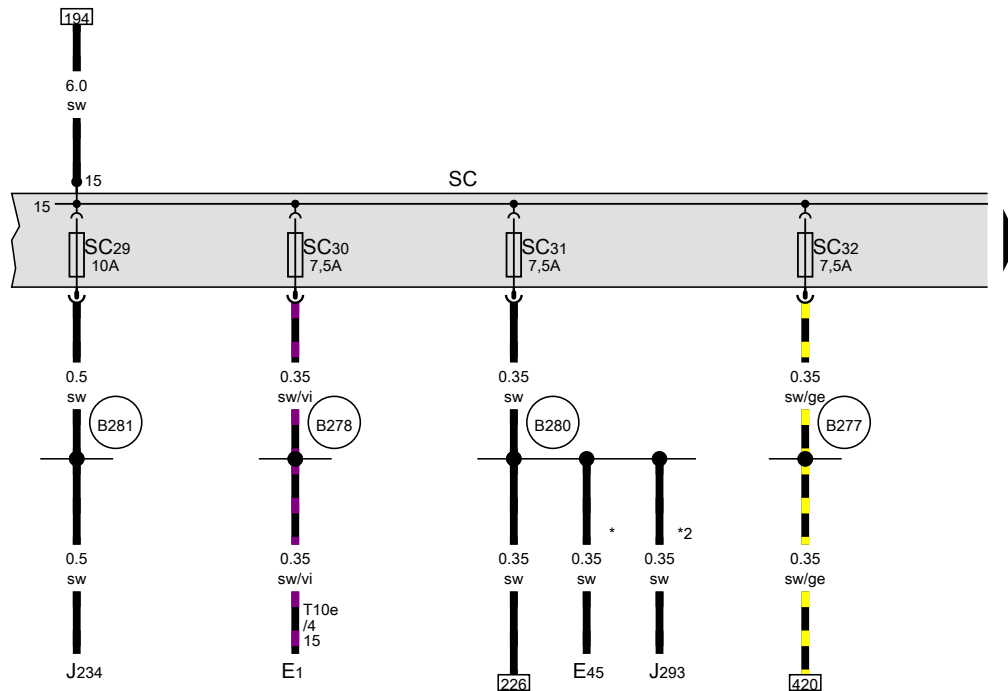 194
6.0
sw
15
SC
15
SC29 SC30 SC31 SC32
10A 7,5A 7,5A 7,5A
0.5 0.35 0.35 0.35
sw sw/vi sw sw/ge
B281 B278 B280 B277
* *2
0.5 0.35 0.35 0.35 0.35 0.35
sw sw/vi sw sw sw sw/ge
T10e
/4
15
J234 E1 E45 J293
226 420